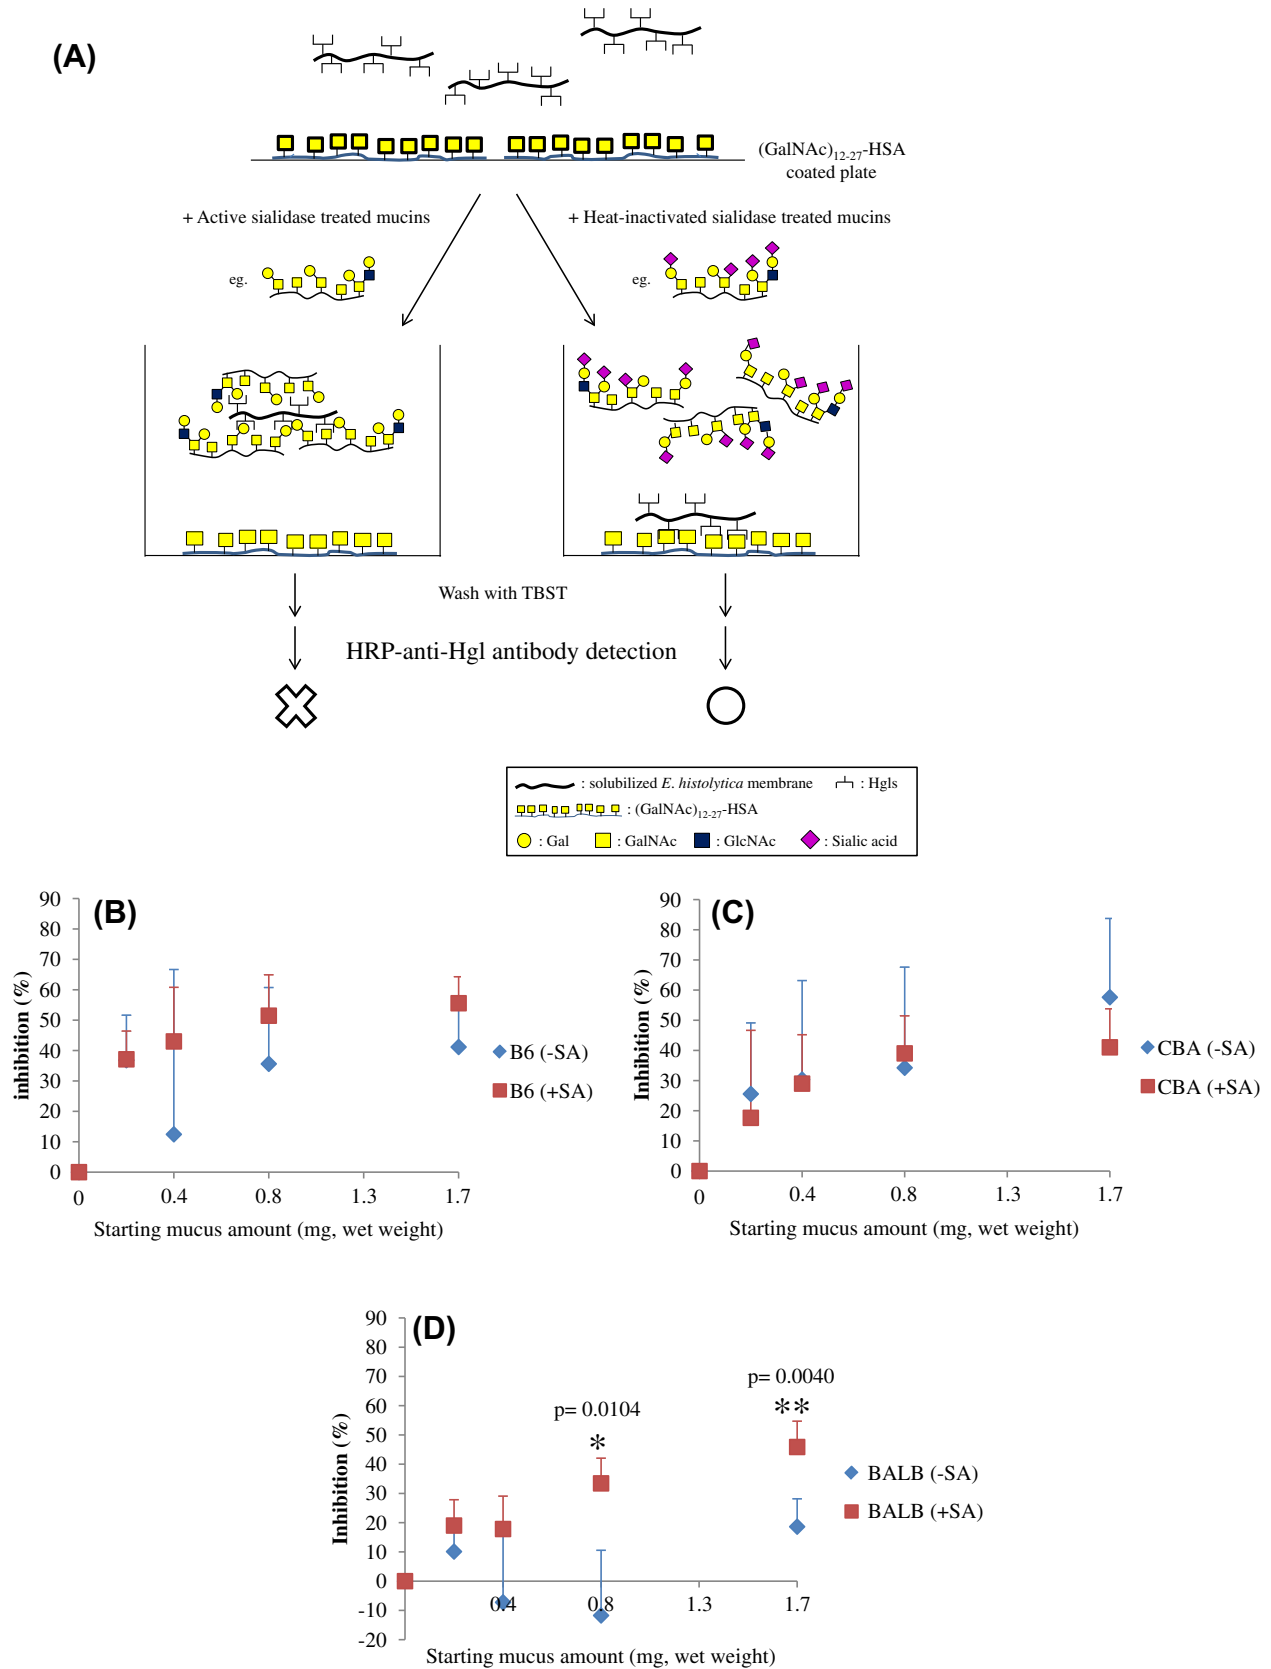 (A)
(GalNAc)12-27-HSA
coated plate
+ Active sialidase treated mucins
+ Heat-inactivated sialidase treated mucins
eg.
eg.
Wash with TBST
HRP-anti-Hgl antibody detection
: solubilized E. histolytica membrane
: Hgls
: (GalNAc)12-27-HSA
: Gal
: GalNAc
: GlcNAc
: Sialic acid
(B)
90
80
70
60
50
40
30
20
10
0
inhibition (%)
0
0.4
0.8
1.3
1.7
Starting mucus amount (mg, wet weight)
B6 (-SA)
B6 (+SA)
(C)
90
80
70
60
50
40
30
20
10
0
Inhibition (%)
0
0.4
0.8
1.3
1.7
Starting mucus amount (mg, wet weight)
CBA (-SA)
CBA (+SA)
(D)
90
80
70
60
50
40
30
20
10
0
-10
-20
Inhibition (%)
p= 0.0104
*
p= 0.0040
**
0.4
0.8
1.3
1.7
Starting mucus amount (mg, wet weight)
BALB (-SA)
BALB (+SA)